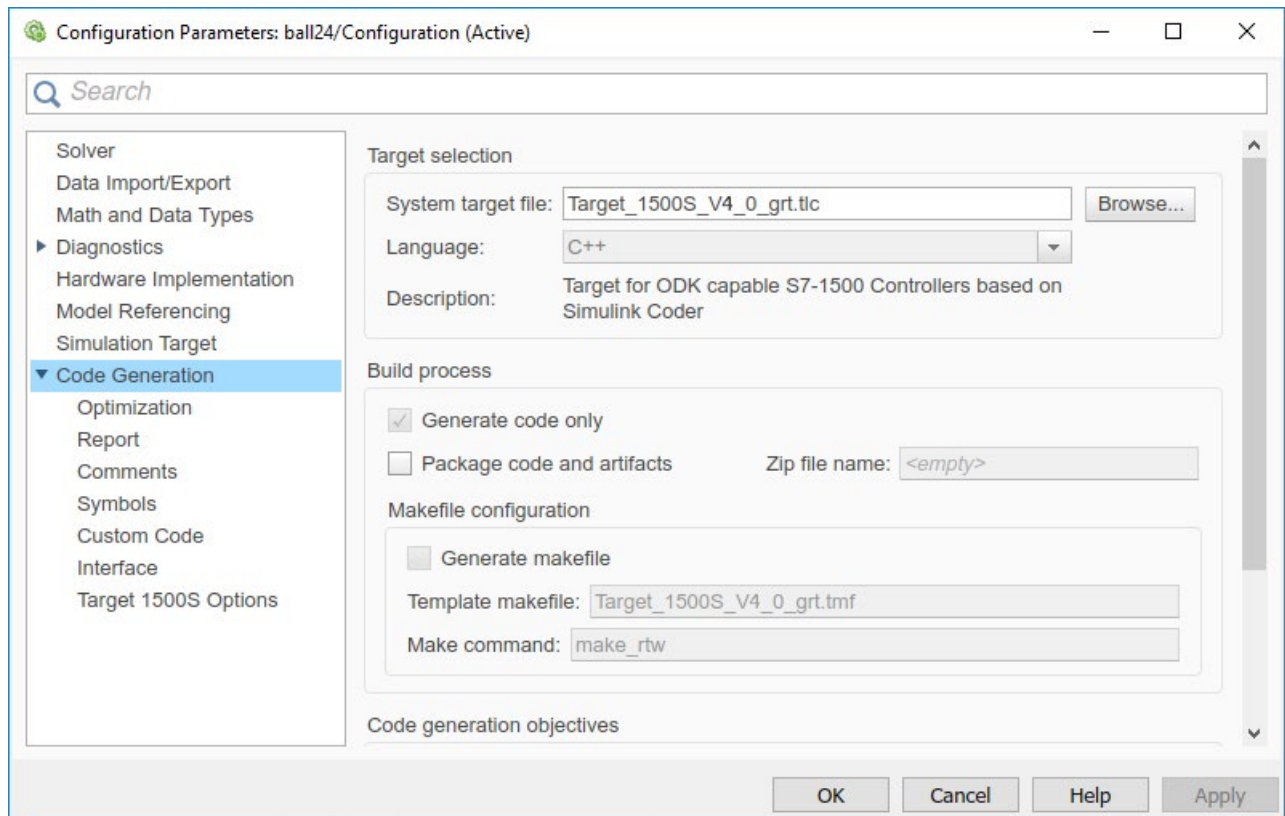 Configuration Parameters: ball24/Configuration (Active)
Search
Solver
Data Import/Export
Math and Data Types
Diagnostics
Hardware Implementation
Model Referencing
Simulation Target
Code Generation
Optimization
Report
Comments
Symbols
Custom Code
Interface
Target 1500S Options
Target selection
System target file: Target_1500S_V4_0_grt.tlc Browse...
Language: C++
Description: Target for ODK capable S7-1500 Controllers based on
Simulink Coder
Build process
Generate code only
Package code and artifacts Zip file name: <empty>
Makefile configuration
Generate makefile
Template makefile: Target_1500S_V4_0_grt.tmf
Make command: make_rtw
Code generation objectives
OK Cancel Help Apply